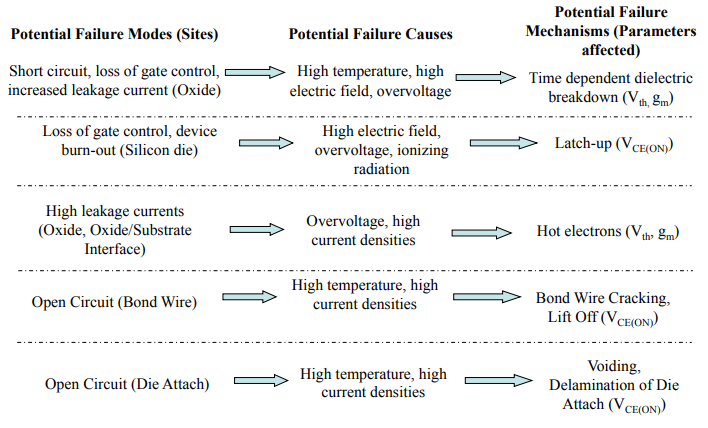 Potential Failure Modes (Sites)
Potential Failure Causes
Potential Failure
Mechanisms (Parameters
affected)
Short circuit, loss of gate control,
increased leakage current (Oxide)
High temperature, high
electric field, overvoltage
Time dependent dielectric
breakdown (Vth, gm)
Loss of gate control, device
burn-out (Silicon die)
High electric field,
overvoltage, ionizing
radiation
Latch-up (VCE(ON))
High leakage currents
(Oxide, Oxide/Substrate
Interface)
Overvoltage, high
current densities
Hot electrons (Vth, gm)
Open Circuit (Bond Wire)
High temperature, high
current densities
Bond Wire Cracking,
Lift Off (VCE(ON))
Open Circuit (Die Attach)
High temperature, high
current densities
Voiding,
Delamination of Die
Attach (VCE(ON))